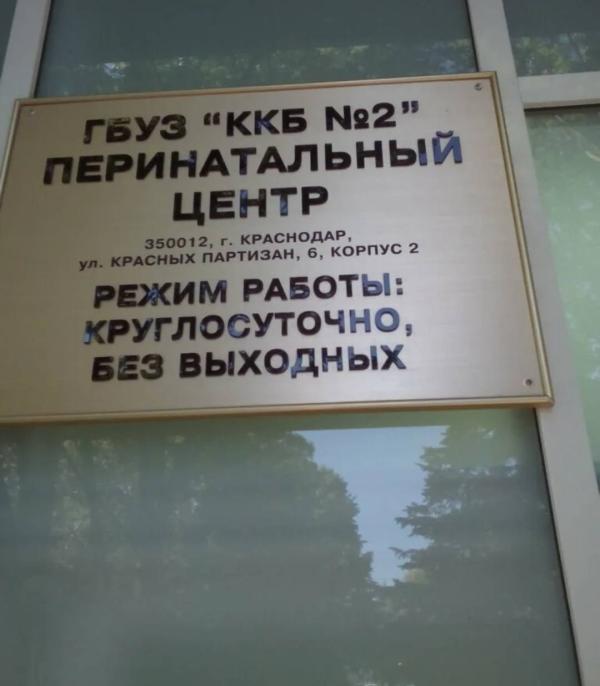 ГБУЗ "ККБ №2"
ПЕРИНАТАЛЬНЫЙ
ЦЕНТР
350012, г. КРАСНОДАР,
ул. КРАСНЫХ ПАРТИЗАН, 6, КОРПУС 2
РЕЖИМ РАБОТЫ:
КРУГЛОСУТОЧНО,
БЕЗ ВЫХОДНЫХ